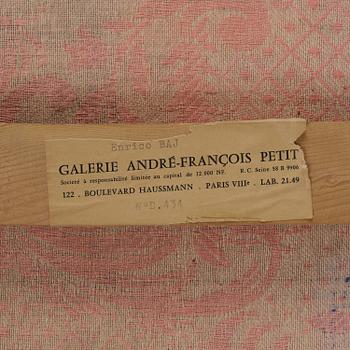 Enrico BAJ
GALERIE ANDRÉ-FRANÇOIS PETIT
Société à responsabilité limitée au capital de 12.000 NF. R. C. Seine 58 B 9906
122 . BOULEVARD HAUSSMANN . PARIS VIIIe . LAB. 21.49
N°D.434